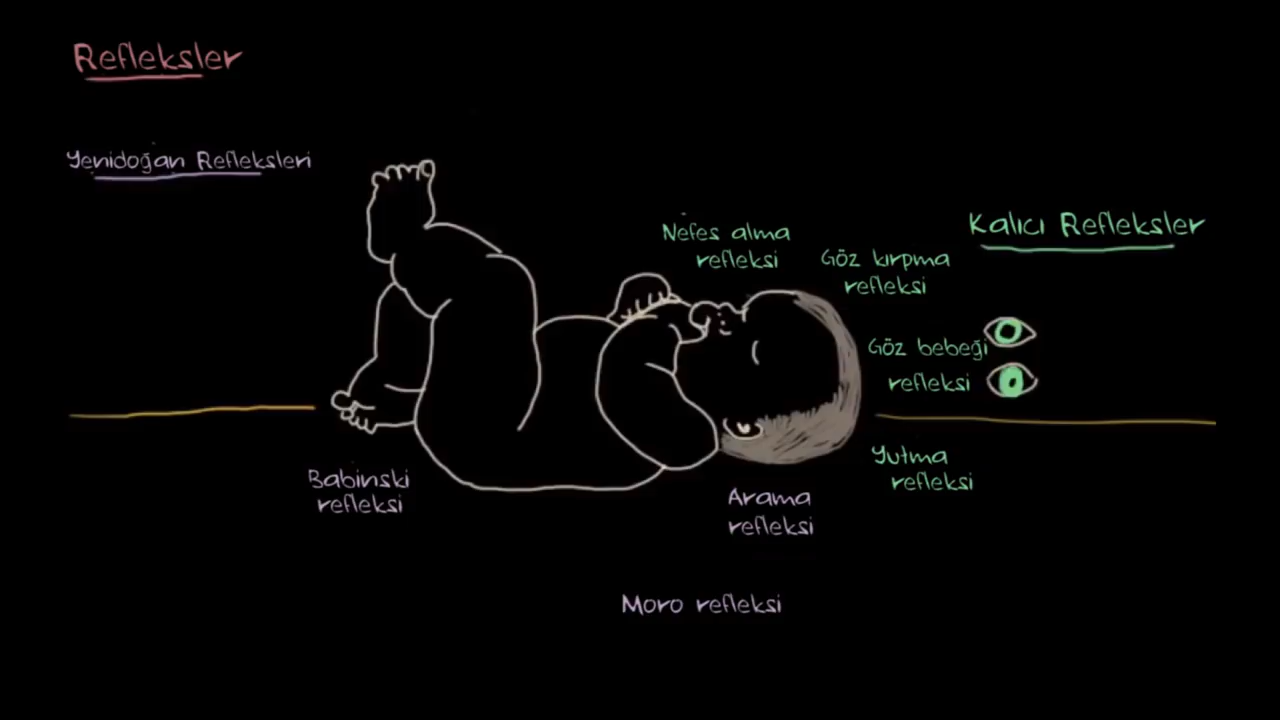 Refleksler
Yenidoğan Refleksleri
Nefes alma
refleksi
Göz kırpma
refleksi
Kalıcı Refleksler
Göz bebeği
refleksi
Yutma
refleksi
Babinski
refleksi
Arama
refleksi
Moro refleksi